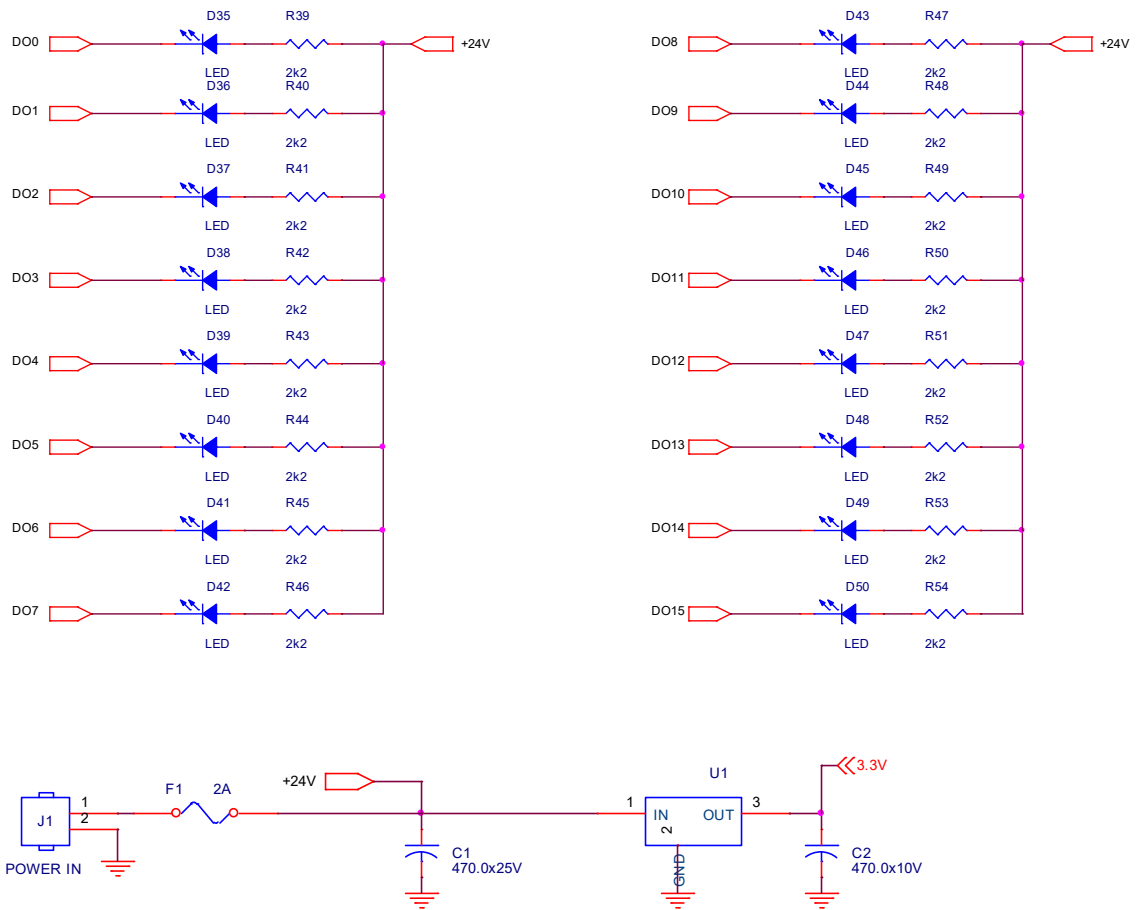 D35 R39 D43 R47
DO0 +24V DO8 +24V
LED 2k2 LED 2k2
D36 R40 D44 R48
DO1 DO9
LED 2k2 LED 2k2
D37 R41 D45 R49
DO2 DO10
LED 2k2 LED 2k2
D38 R42 D46 R50
DO3 DO11
LED 2k2 LED 2k2
D39 R43 D47 R51
DO4 DO12
LED 2k2 LED 2k2
D40 R44 D48 R52
DO5 DO13
LED 2k2 LED 2k2
D41 R45 D49 R53
DO6 DO14
LED 2k2 LED 2k2
D42 R46 D50 R54
DO7 DO15
LED 2k2 LED 2k2
3.3V
U1
+24V
F1 2A
1 1 3
J1 2 IN OUT
2
C1 C2
POWER IN 470.0x25V GND 470.0x10V